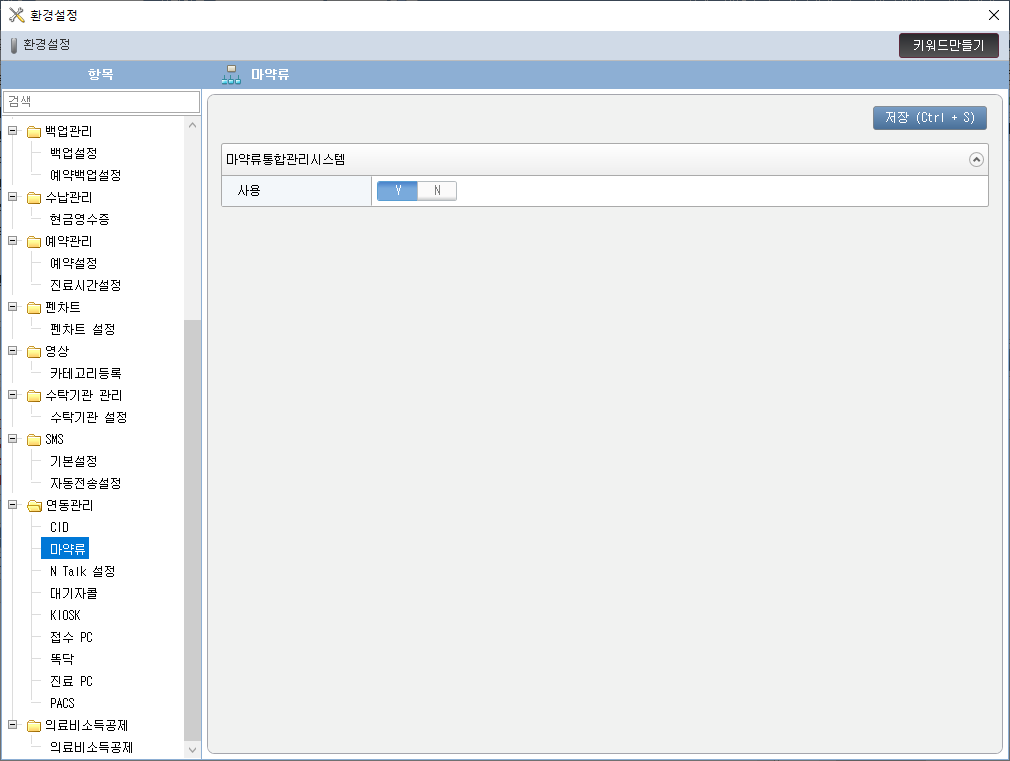 환경설정
환경설정
키워드만들기
항목
마약류
검색
저장 (Ctrl + S)
백업관리
백업설정
예약백업설정
수납관리
현금영수증
예약관리
예약설정
진료시간설정
펜차트
펜차트 설정
영상
카테고리등록
수탁기관 관리
수탁기관 설정
SMS
기본설정
자동전송설정
연동관리
CID
마약류
N Talk 설정
대기자콜
KIOSK
접수 PC
똑닥
진료 PC
PACS
의료비소득공제
의료비소득공제
마약류통합관리시스템
사용
Y N